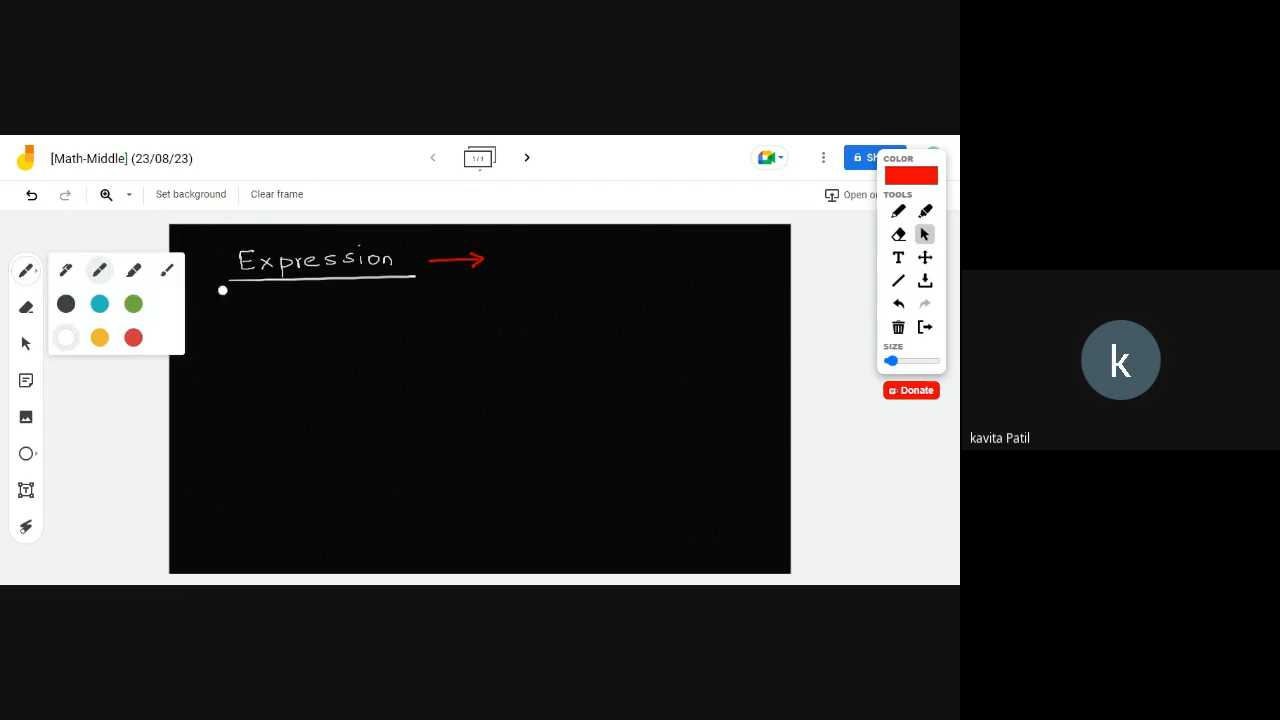 [Math-Middle] (23/08/23)
1/1
Set background
Clear frame
Open o
Sh
COLOR
TOOLS
T
SIZE
Donate
Expression →
T
k
kavita Patil